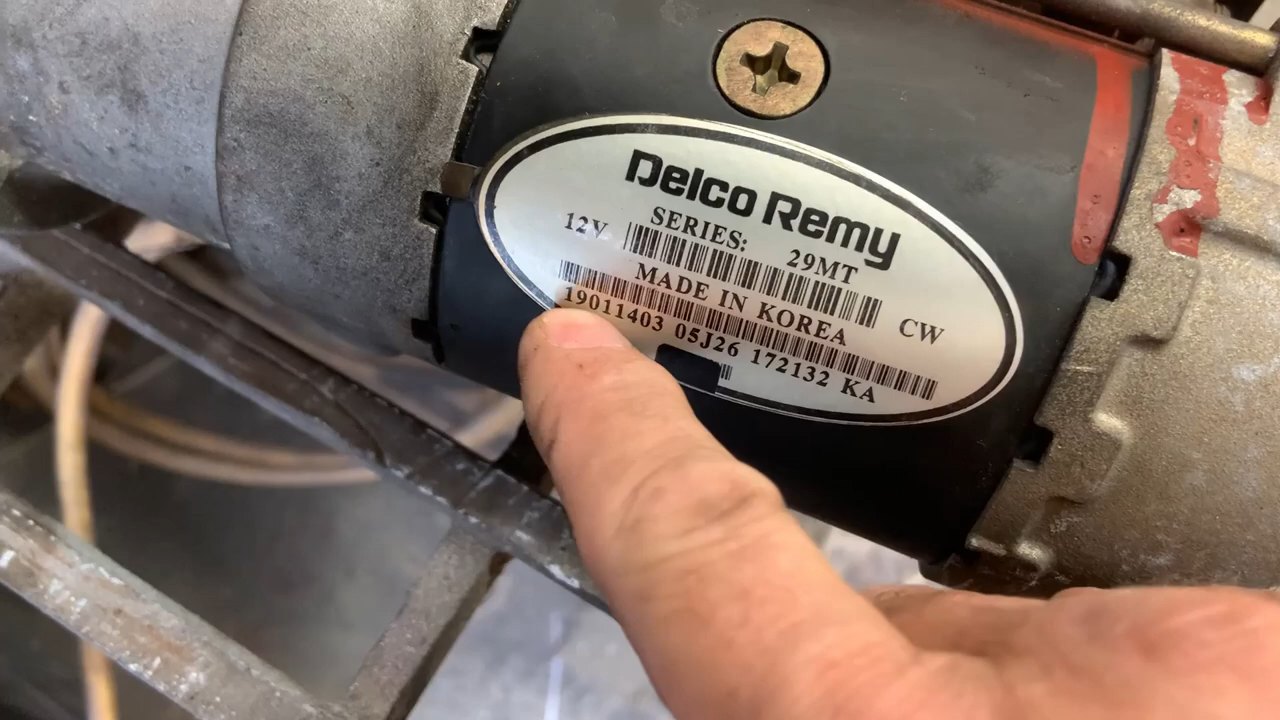 Delco Remy
SERIES: 29MT
12V
MADE IN KOREA
CW
19011403 05J26 172132 KA